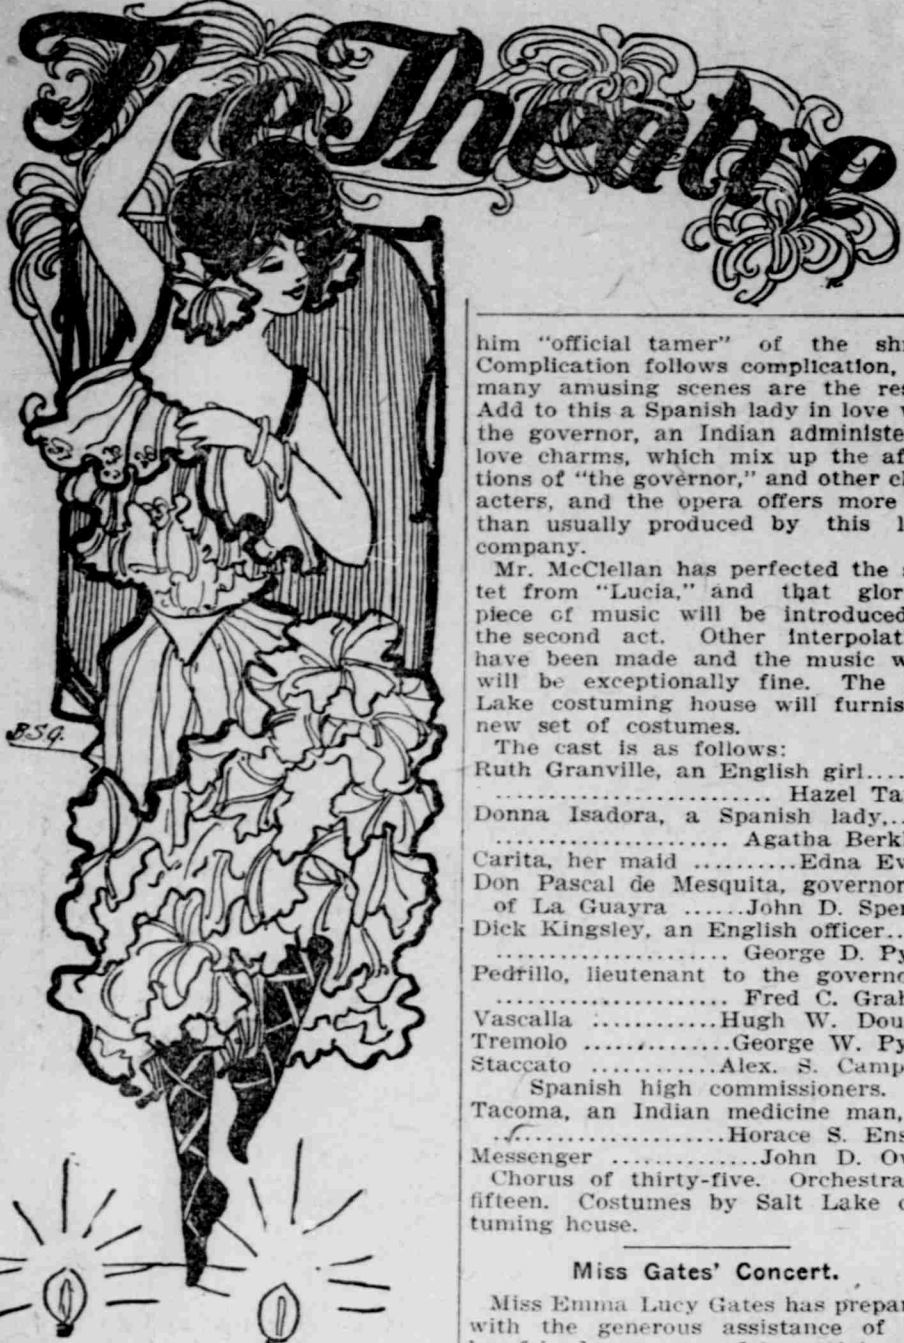 The Theatre
B.S.G.
him "official tamer" of the
Complication follows complication,
many amusing scenes are the
Add to this a Spanish lady in love
the governor, an Indian
love charms, which mix up the
tions of "the governor," and other
acters, and the opera offers more
than usually produced by this
company.
Mr. McClellan has perfected the
tet from "Lucia," and that
piece of music will be introduced
the second act. Other
have been made and the music
will be exceptionally fine. The
Lake costuming house will
new set of costumes.
The cast is as follows:
Ruth Granville, an English girl....
......................... Hazel
Donna Isadora, a Spanish lady,..
..................... Agatha
Carita, her maid ..........Edna
Don Pascal de Mesquita, governor
of La Guayra ......John D.
Dick Kingsley, an English officer..
..................... George D.
Pedrillo, lieutenant to the
..................... Fred C.
Vascalla ............Hugh W.
Tremolo ..............George W.
Staccato ............Alex. S.
Spanish high commissioners.
Tacoma, an Indian medicine man,
.....................Horace S.
Messenger ..............John D.
Chorus of thirty-five. Orchestra
fifteen. Costumes by Salt Lake
tuming house.
Miss Gates' Concert.
Miss Emma Lucy Gates has
with the generous assistance of